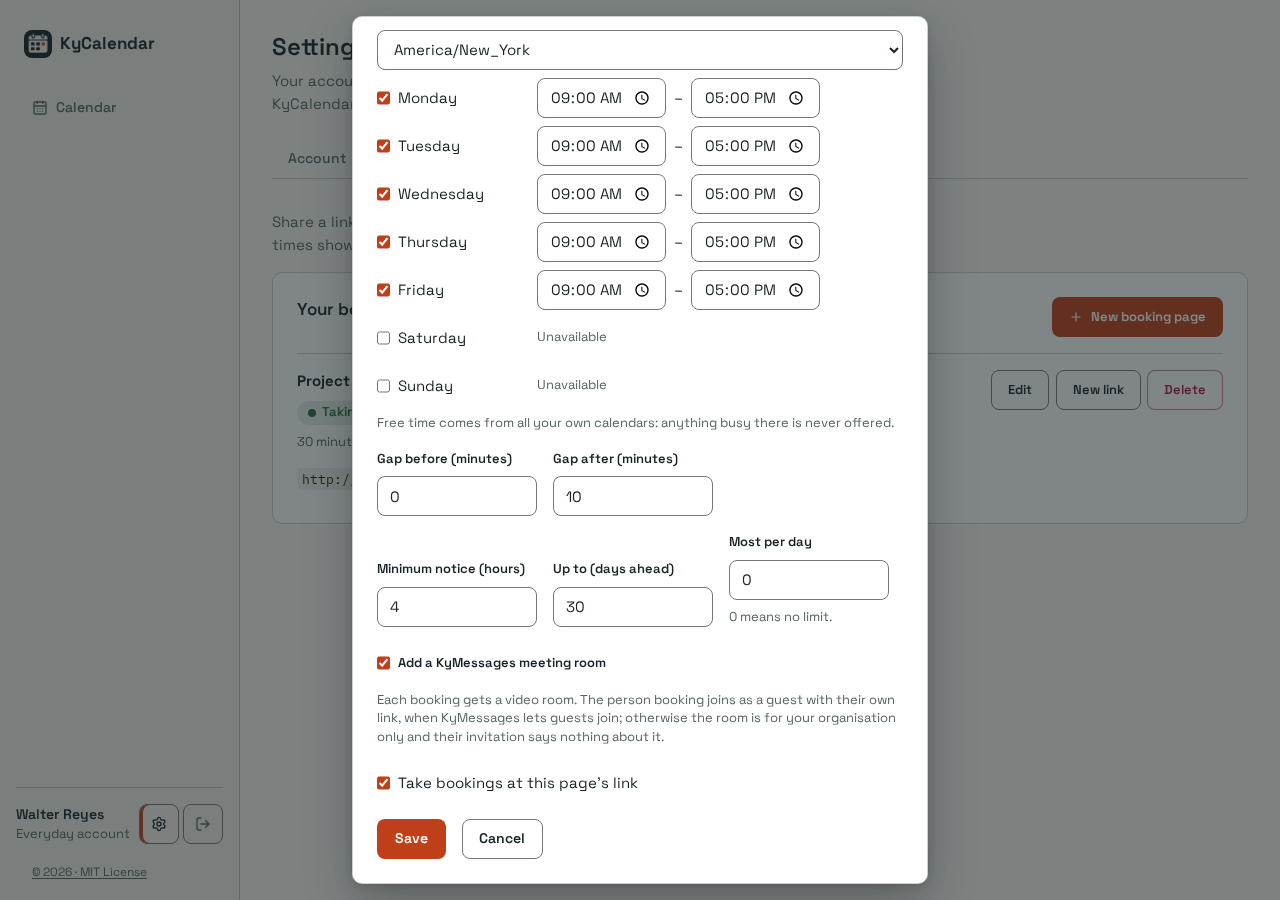 KyCalendar
Calendar
Setting
Your accou
KyCalendar
Account
Share a link
times show
Your bo
New booking page
Project
Takin
30 minut
http:/
Edit
New link
Delete
America/New_York
Monday 09:00 AM – 05:00 PM
Tuesday 09:00 AM – 05:00 PM
Wednesday 09:00 AM – 05:00 PM
Thursday 09:00 AM – 05:00 PM
Friday 09:00 AM – 05:00 PM
Saturday Unavailable
Sunday Unavailable
Free time comes from all your own calendars: anything busy there is never offered.
Gap before (minutes) Gap after (minutes)
0 10
Most per day
Minimum notice (hours) Up to (days ahead)
0
4 30
0 means no limit.
Add a KyMessages meeting room
Each booking gets a video room. The person booking joins as a guest with their own
link, when KyMessages lets guests join; otherwise the room is for your organisation
only and their invitation says nothing about it.
Take bookings at this page's link
Save Cancel
Walter Reyes
Everyday account
© 2026 · MIT License